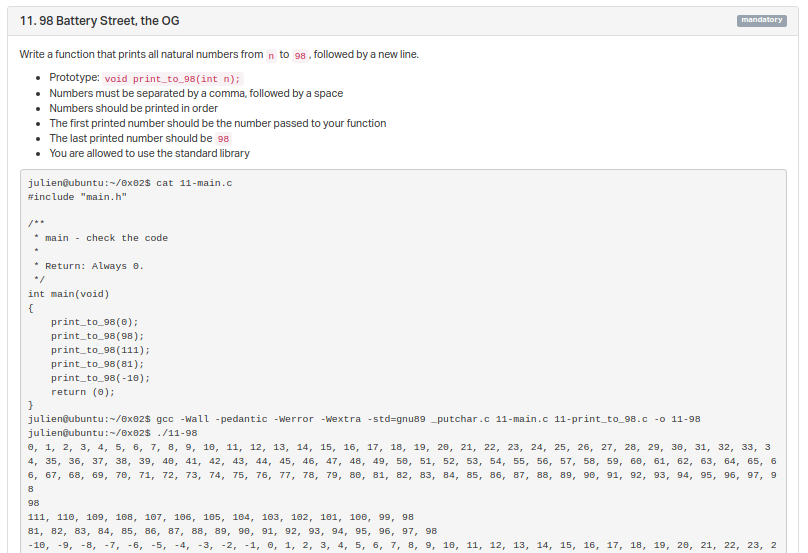 11. 98 Battery Street, the OG
mandatory
Write a function that prints all natural numbers from n to 98 , followed by a new line.
• Prototype: void print_to_98(int n);
• Numbers must be separated by a comma, followed by a space
• Numbers should be printed in order
• The first printed number should be the number passed to your function
• The last printed number should be 98
• You are allowed to use the standard library
julien@ubuntu:~/0x02$ cat 11-main.c
#include "main.h"

/**
 * main - check the code
 *
 * Return: Always 0.
 */
int main(void)
{
    print_to_98(0);
    print_to_98(98);
    print_to_98(111);
    print_to_98(81);
    print_to_98(-10);
    return (0);
}
julien@ubuntu:~/0x02$ gcc -Wall -pedantic -Werror -Wextra -std=gnu89 _putchar.c 11-main.c 11-print_to_98.c -o 11-98
julien@ubuntu:~/0x02$ ./11-98
0, 1, 2, 3, 4, 5, 6, 7, 8, 9, 10, 11, 12, 13, 14, 15, 16, 17, 18, 19, 20, 21, 22, 23, 24, 25, 26, 27, 28, 29, 30, 31, 32, 33, 3
4, 35, 36, 37, 38, 39, 40, 41, 42, 43, 44, 45, 46, 47, 48, 49, 50, 51, 52, 53, 54, 55, 56, 57, 58, 59, 60, 61, 62, 63, 64, 65, 6
6, 67, 68, 69, 70, 71, 72, 73, 74, 75, 76, 77, 78, 79, 80, 81, 82, 83, 84, 85, 86, 87, 88, 89, 90, 91, 92, 93, 94, 95, 96, 97, 9
8
98
111, 110, 109, 108, 107, 106, 105, 104, 103, 102, 101, 100, 99, 98
81, 82, 83, 84, 85, 86, 87, 88, 89, 90, 91, 92, 93, 94, 95, 96, 97, 98
-10, -9, -8, -7, -6, -5, -4, -3, -2, -1, 0, 1, 2, 3, 4, 5, 6, 7, 8, 9, 10, 11, 12, 13, 14, 15, 16, 17, 18, 19, 20, 21, 22, 23, 2